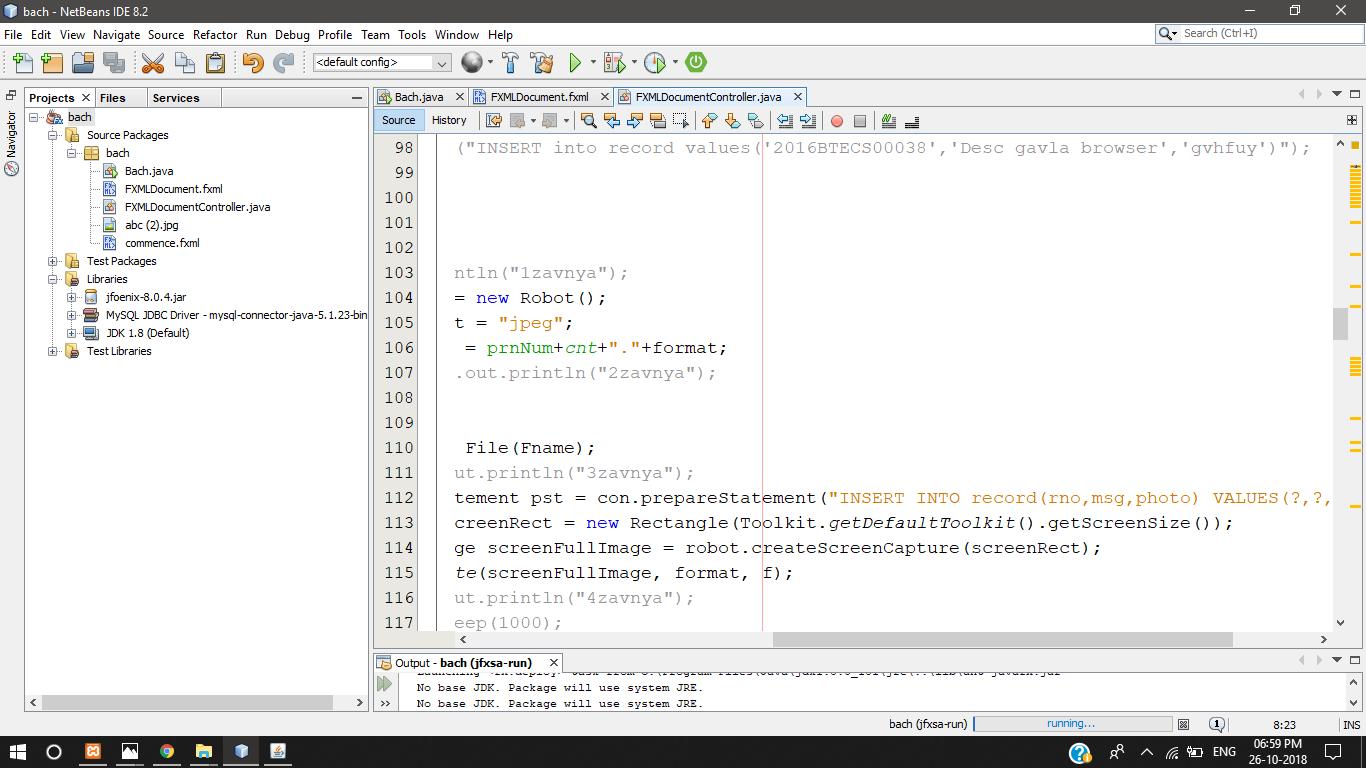 bach - NetBeans IDE 8.2
File Edit View Navigate Source Refactor Run Debug Profile Team Tools Window Help
Search (Ctrl+I)
<default config>
Projects Files Services
Navigator
bach
Source Packages
bach
Bach.java
FXMLDocument.fxml
FXMLDocumentController.java
abc (2).jpg
commence.fxml
Test Packages
Libraries
jfoenix-8.0.4.jar
MySQL JDBC Driver - mysql-connector-java-5.1.23-bin
JDK 1.8 (Default)
Test Libraries
Bach.java FXMLDocument.fxml FXMLDocumentController.java
Source History
98 ("INSERT into record values('2016BTECS00038','Desc gavla browser','gvhfuy')");
99
100
101
102
103 ntln("1zavnya");
104 = new Robot();
105 t = "jpeg";
106 = prnNum+cnt+"."+format;
107 .out.println("2zavnya");
108
109
110 File(Fname);
111 ut.println("3zavnya");
112 tement pst = con.prepareStatement("INSERT INTO record(rno,msg,photo) VALUES(?,?,
113 creenRect = new Rectangle(Toolkit.getDefaultToolkit().getScreenSize());
114 ge screenFullImage = robot.createScreenCapture(screenRect);
115 te(screenFullImage, format, f);
116 ut.println("4zavnya");
117 eep(1000);
Output - bach (jfxsa-run)
No base JDK. Package will use system JRE.
No base JDK. Package will use system JRE.
bach (jfxsa-run) running... 1 8:23 INS
ENG 06:59 PM
26-10-2018